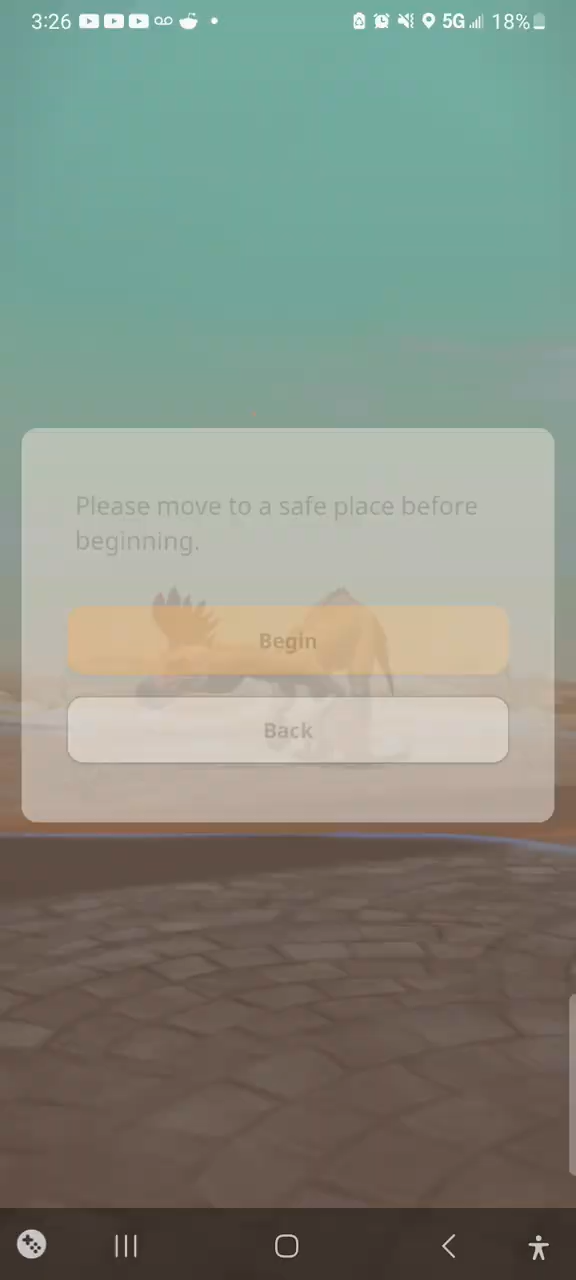 3:26
5G
18%
Please move to a safe place before
beginning.
Begin
Back